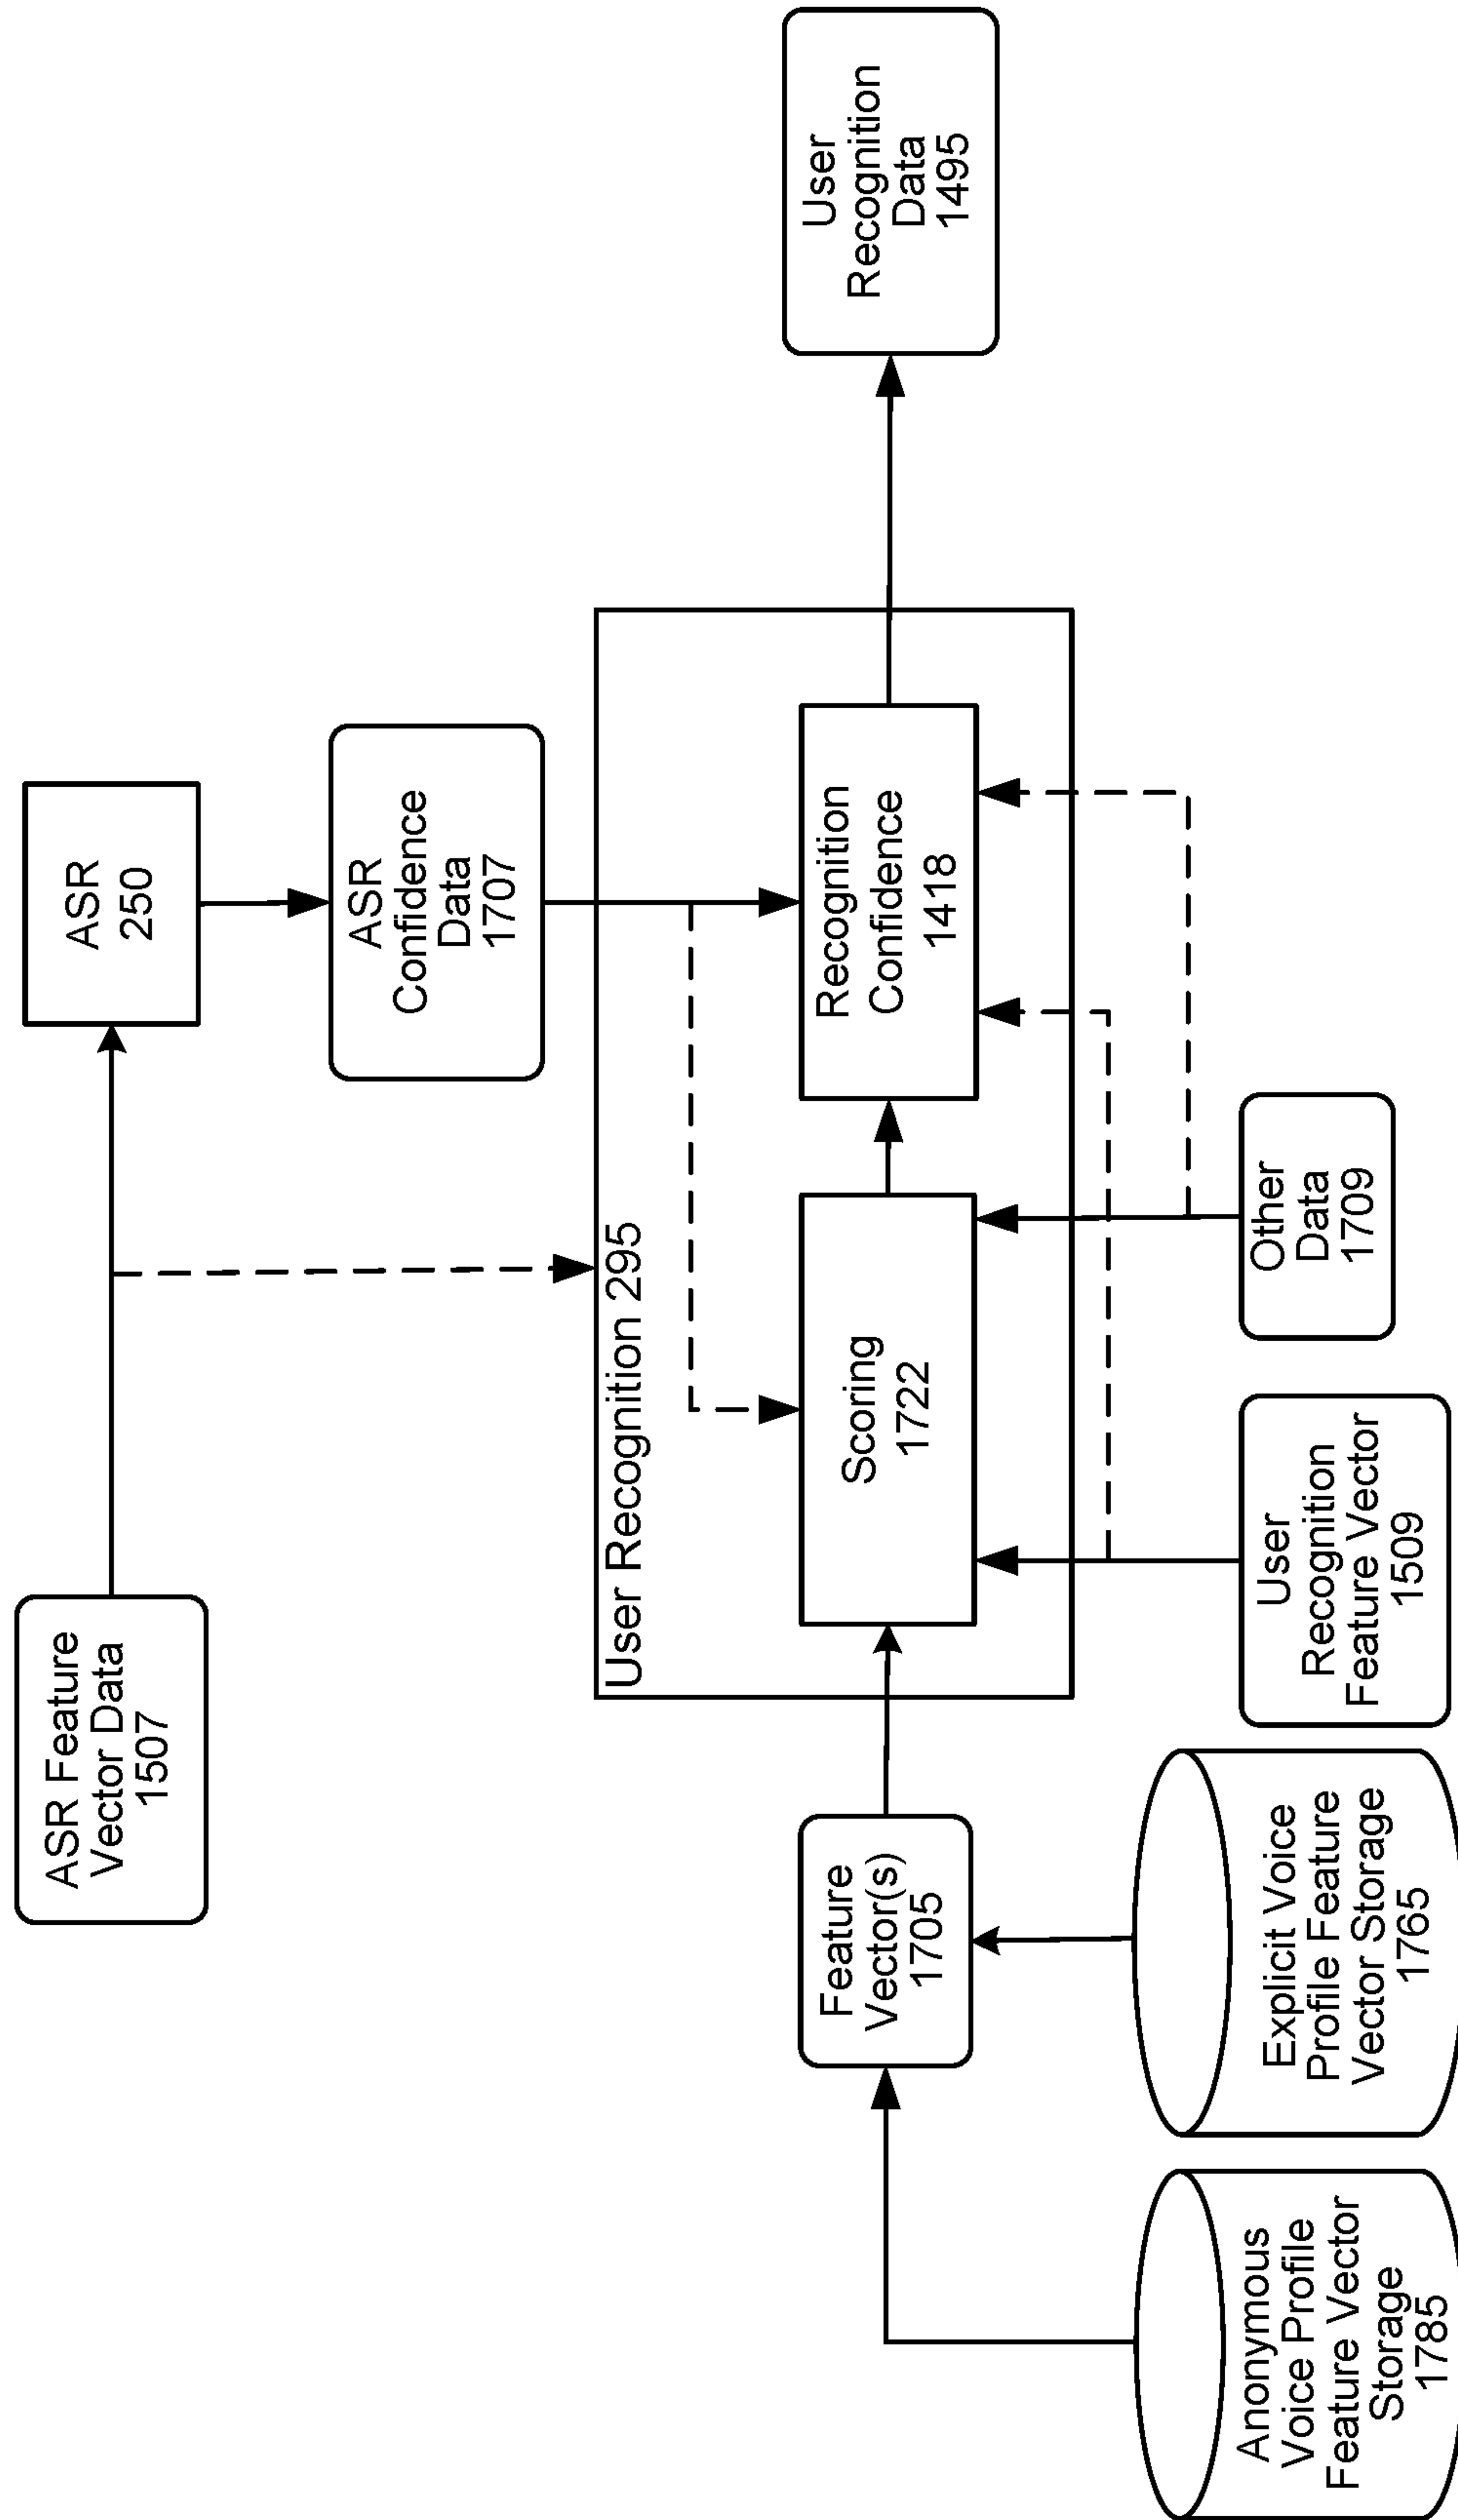 ASR Feature
Vector Data
1507
ASR
250
ASR
Confidence
Data
1707
User Recognition 295
Feature
Vector(s)
1705
Scoring
1722
Recognition
Confidence
1418
User
Recognition
Data
1495
Anonymous
Voice Profile
Feature Vector
Storage
1785
Explicit Voice
Profile Feature
Vector Storage
1765
User
Recognition
Feature Vector
1509
Other
Data
1709